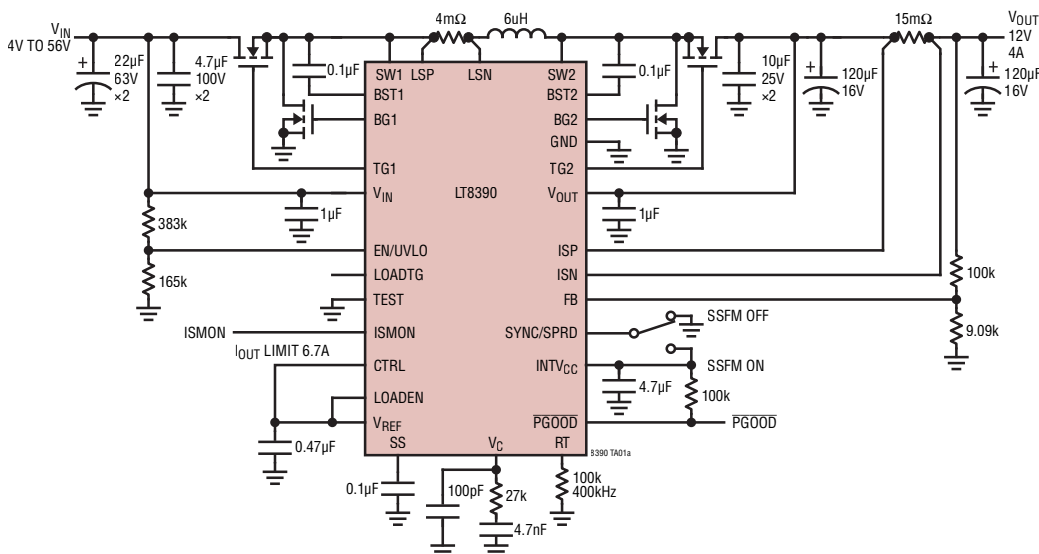 VIN
4V TO 56V
22µF
63V
×2
4.7µF
100V
×2
0.1µF
4mΩ
6uH
0.1µF
10µF
25V
×2
120µF
16V
15mΩ
VOUT
12V
4A
120µF
16V
SW1
LSP
LSN
SW2
BST1
BST2
BG1
BG2
GND
TG1
TG2
VIN
LT8390
VOUT
1µF
1µF
383k
165k
EN/UVLO
ISP
LOADTG
ISN
TEST
FB
100k
9.09k
ISMON
ISMON
SYNC/SPRD
SSFM OFF
SSFM ON
IOUT LIMIT 6.7A
CTRL
INTVCC
4.7µF
100k
LOADEN
VREF
PGOOD
PGOOD
0.47µF
SS
VC
RT
8390 TA01a
0.1µF
100pF
27k
4.7nF
100k
400kHz